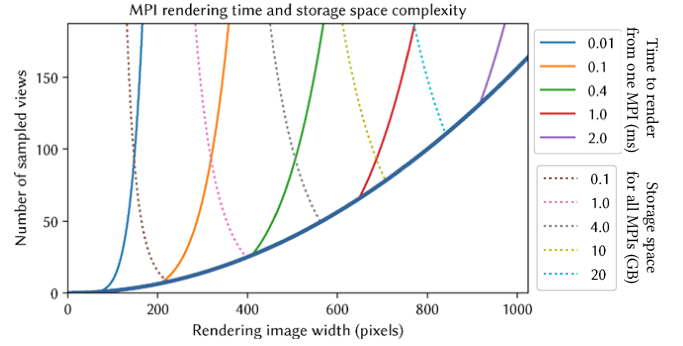 MPI rendering time and storage space complexity
Number of sampled views
150
100
50
0
0
200
400
600
800
1000
Rendering image width (pixels)
0.01
0.1
0.4
1.0
2.0
Time to render
from one MPI (ms)
0.1
1.0
4.0
10
20
Storage space
for all MPIs (GB)